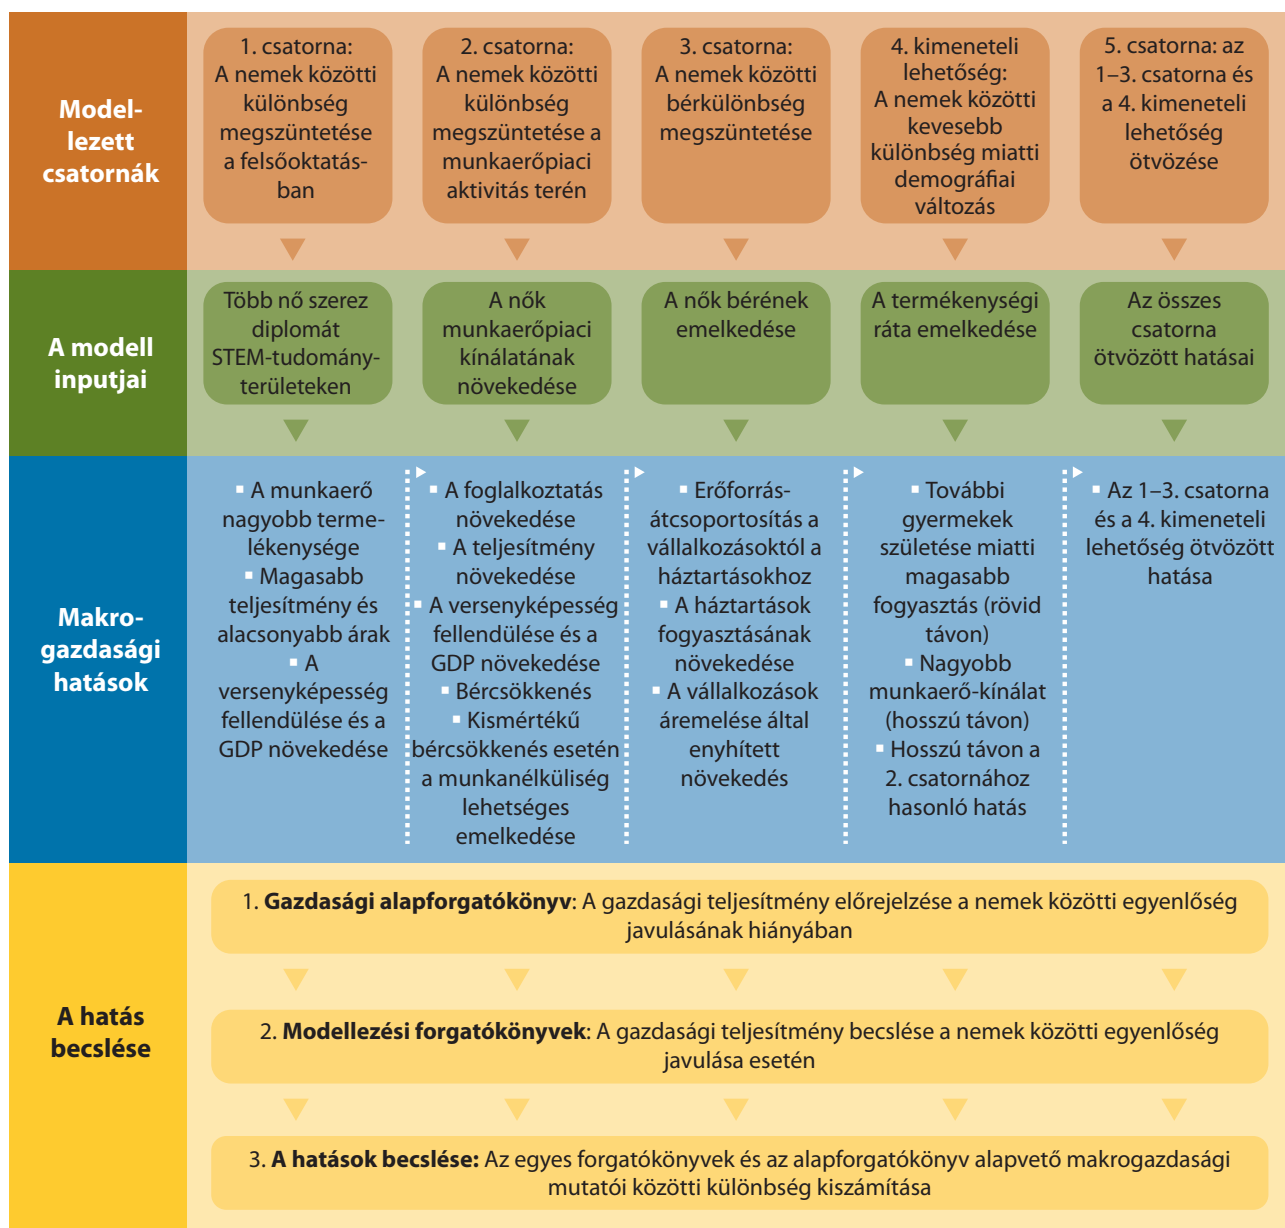 Model-
lezett
csatornák
1. csatorna:
A nemek közötti
különbség
megszüntetése
a felsőoktatás-
ban
2. csatorna:
A nemek közötti
különbség
megszüntetése a
munkaerőpiaci
aktivitás terén
3. csatorna:
A nemek közötti
bérkülönbség
megszüntetése
4. kimeneteli
lehetőség:
A nemek közötti
kevesebb
különbség miatti
demográfiai
változás
5. csatorna: az
1–3. csatorna és
a 4. kimeneteli
lehetőség
ötvözése
A modell
inputjai
Több nő szerez
diplomát
STEM-tudomány-
területeken
A nők
munkaerőpiaci
kínálatának
növekedése
A nők bérének
emelkedése
A termékenységi
ráta emelkedése
Az összes
csatorna
ötvözött hatásai
Makro-
gazdasági
hatások
▪ A munkaerő
nagyobb terme-
lékenysége
▪ Magasabb
teljesítmény és
alacsonyabb árak
▪ A
versenyképesség
fellendülése és a
GDP növekedése
▪ A foglalkoztatás
növekedése
▪ A teljesítmény
növekedése
▪ A versenyképesség
fellendülése és a
GDP növekedése
▪ Bércsökkenés
▪ Kismértékű
bércsökkenés esetén
a munkanélküliség
lehetséges
emelkedése
▪ Erőforrás-
átcsoportosítás a
vállalkozásoktól a
háztartásokhoz
▪ A háztartások
fogyasztásának
növekedése
▪ A vállalkozások
áremelése által
enyhített
növekedés
▪ További
gyermekek
születése miatti
magasabb
fogyasztás (rövid
távon)
▪ Nagyobb
munkaerő-kínálat
(hosszú távon)
▪ Hosszú távon a
2. csatornához
hasonló hatás
▪ Az 1–3. csatorna
és a 4. kimeneteli
lehetőség ötvözött
hatása
A hatás
becslése
1. Gazdasági alapforgatókönyv: A gazdasági teljesítmény előrejelzése a nemek közötti egyenlőség
javulásának hiányában
2. Modellezési forgatókönyvek: A gazdasági teljesítmény becslése a nemek közötti egyenlőség
javulása esetén
3. A hatások becslése: Az egyes forgatókönyvek és az alapforgatókönyv alapvető makrogazdasági
mutatói közötti különbség kiszámítása